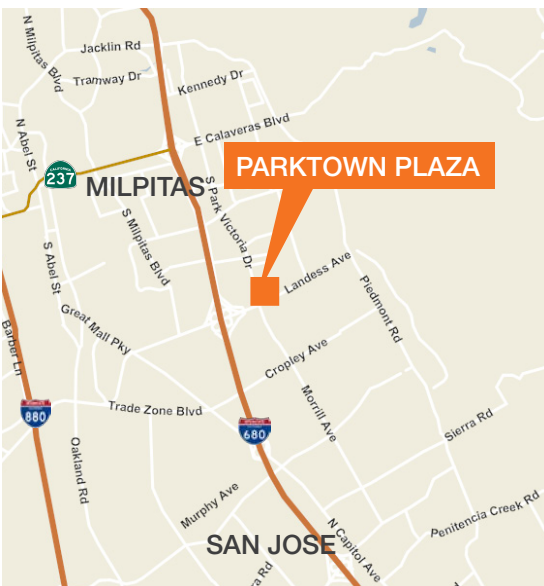 N Milpitas Blvd
Jacklin Rd
Tramway Dr
Kennedy Dr
N Abel St
E Calaveras Blvd
PARKTOWN PLAZA
CALIFORNIA
237
MILPITAS
S Park Victoria Dr
S Milpitas Blvd
S Abel St
Landess Ave
Piedmont Rd
Great Mall Pky
Barber Ln
Cropley Ave
Morrill Ave
Trade Zone Blvd
880
680
Sierra Rd
Oakland Rd
Murphy Ave
Penitencia Creek Rd
SAN JOSE
N Capitol Ave